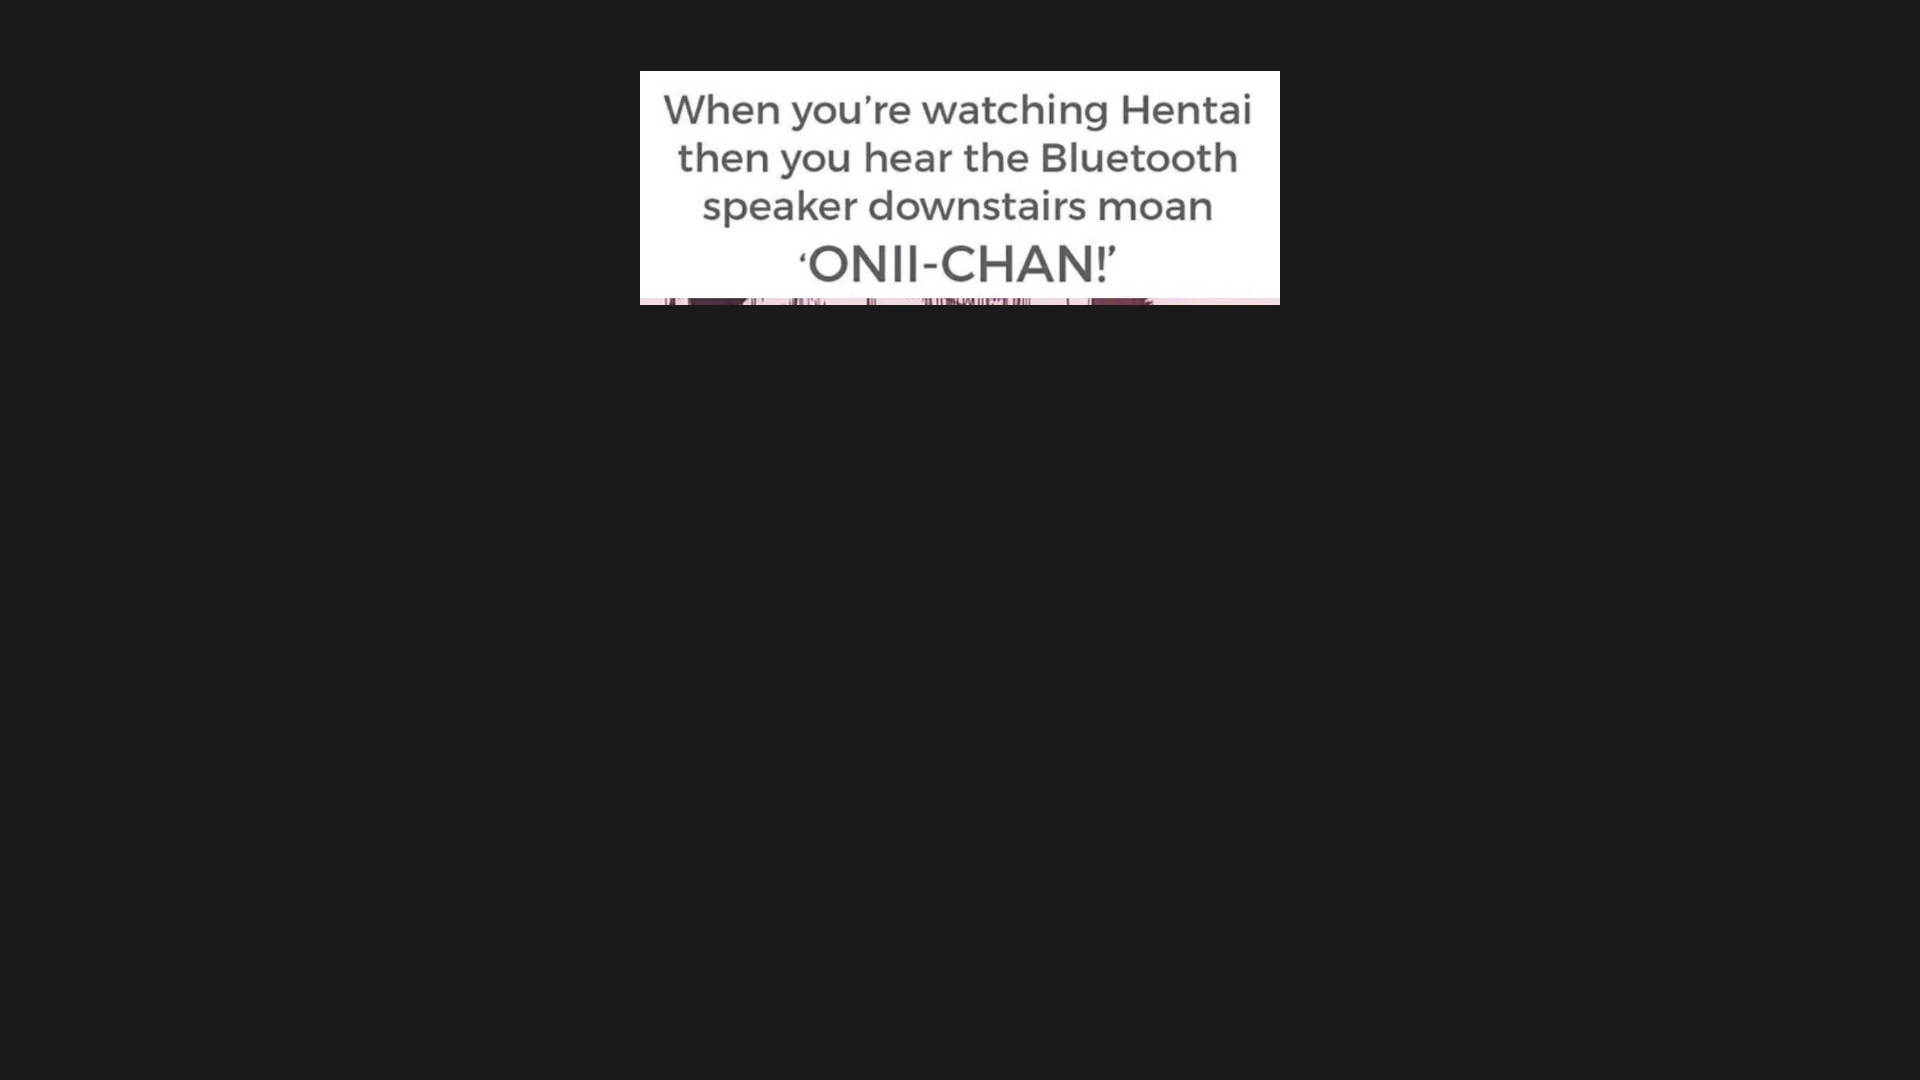 When you’re watching Hentai
then you hear the Bluetooth
speaker downstairs moan
‘ONII-CHAN!’